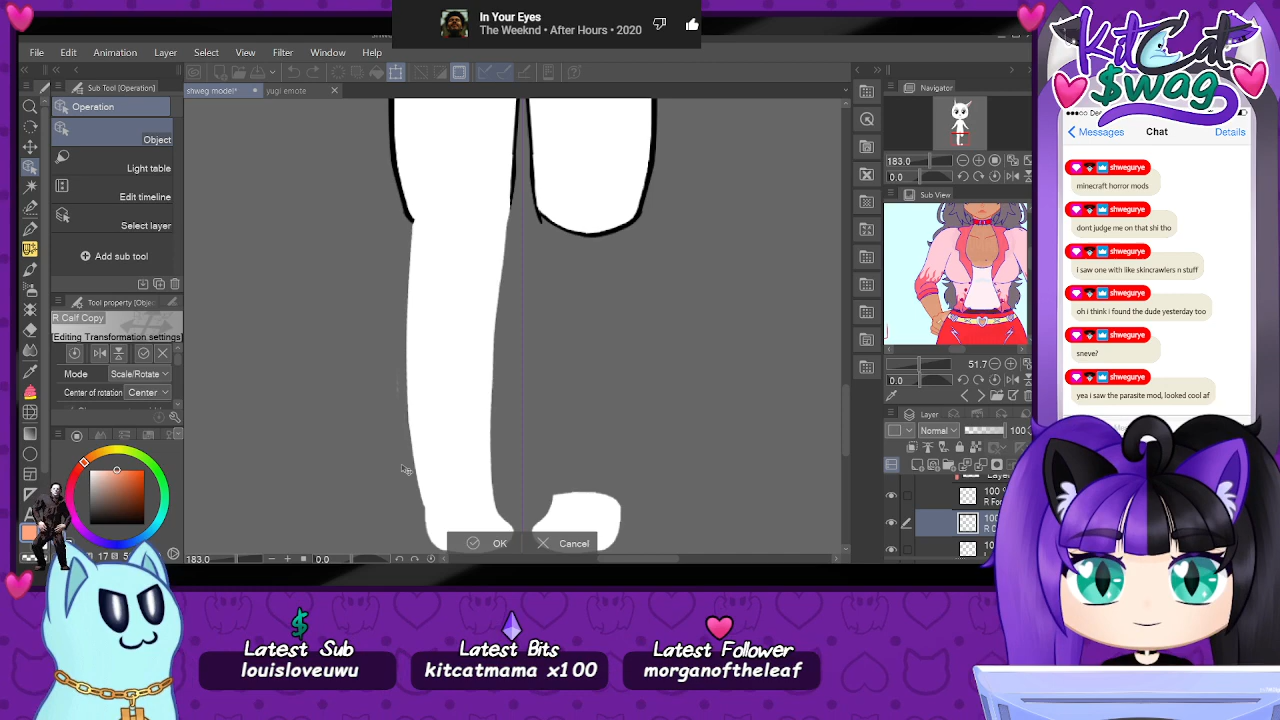 In Your Eyes
The Weeknd • After Hours • 2020
File Edit Animation Layer Select View Filter Window Help
Sub Tool [Operation]
shweg model*
yugi emote
Operation
Object
Light table
Edit timeline
Select layer
Add sub tool
Tool property [Objec
R Calf Copy
Editing Transformation settings
Mode Scale/Rotate
Center of rotation Center
183.0 0.0
OK Cancel
Navigator
183.0
0.0
Sub View
51.7
0.0
Layer
Normal 100
KitCat
$wag
Messages Chat Details
shwegurye
minecraft horror mods
shwegurye
dont judge me on that shi tho
shwegurye
i saw one with like skincrawlers n stuff
shwegurye
oh i think i found the dude yesterday too
shwegurye
sneve?
shwegurye
yea i saw the parasite mod, looked cool af
Latest Sub
louisloveuwu
Latest Bits
kitcatmama x100
Latest Follower
morganoftheleaf